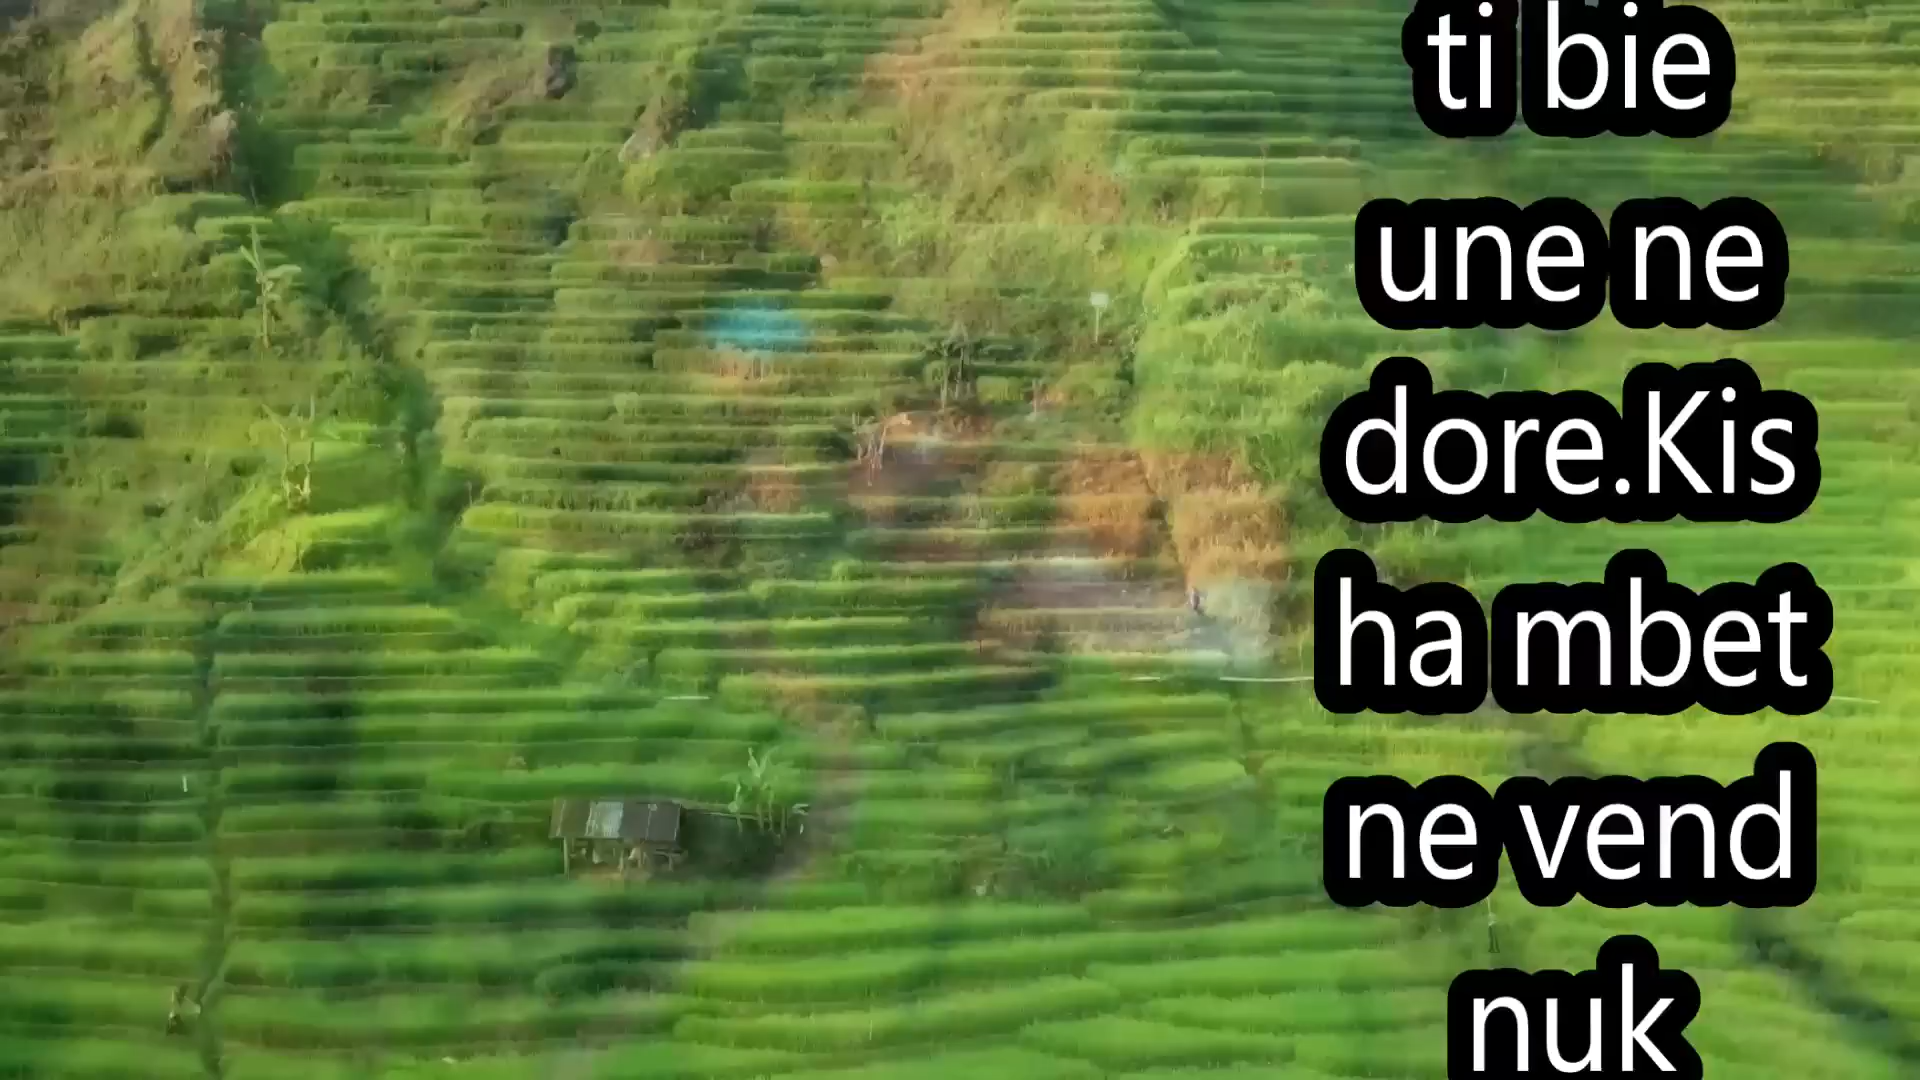 ti bie
une ne
dore.Kis
ha mbet
ne vend
nuk